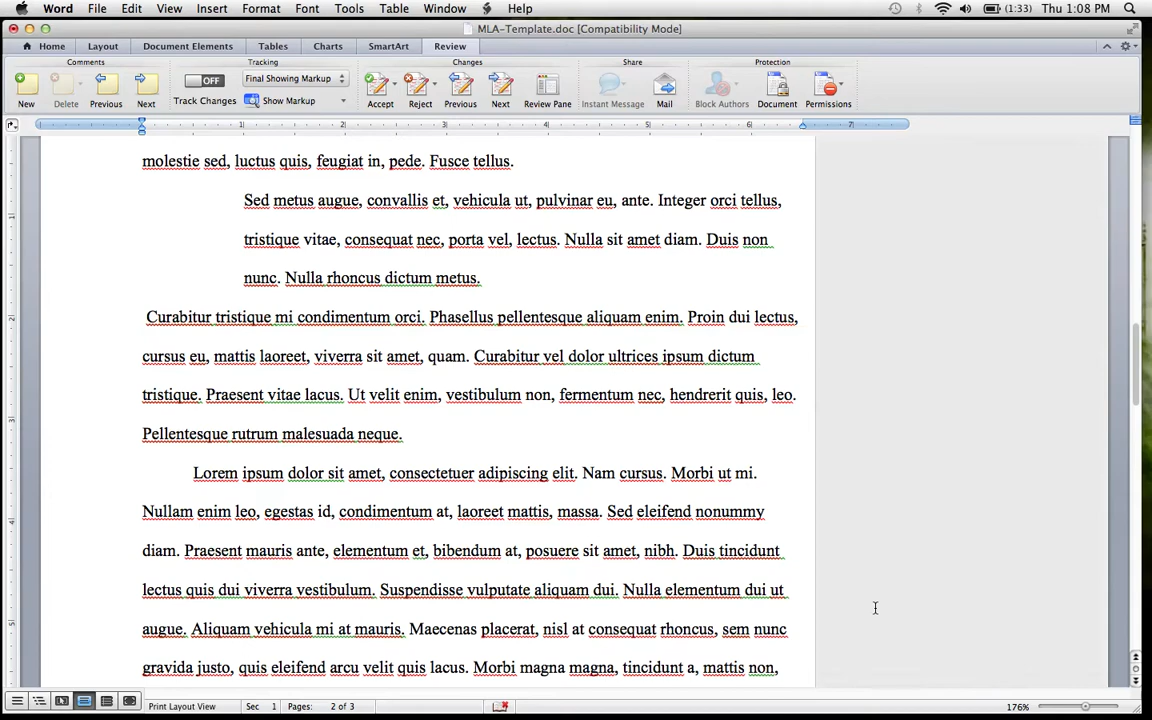 Word File Edit View Insert Format Font Tools Table Window Help (1:33) Thu 1:08 PM
MLA-Template.doc [Compatibility Mode]
Home Layout Document Elements Tables Charts SmartArt Review
Comments Tracking Changes Share Protection
New Delete Previous Next OFF Track Changes Final Showing Markup Show Markup Accept Reject Previous Next Review Pane Instant Message Mail Block Authors Document Permissions
1 2 3 4 5 6 7
molestie sed, luctus quis, feugiat in, pede. Fusce tellus.
Sed metus augue, convallis et, vehicula ut, pulvinar eu, ante. Integer orci tellus,
tristique vitae, consequat nec, porta vel, lectus. Nulla sit amet diam. Duis non
nunc. Nulla rhoncus dictum metus.
Curabitur tristique mi condimentum orci. Phasellus pellentesque aliquam enim. Proin dui lectus,
cursus eu, mattis laoreet, viverra sit amet, quam. Curabitur vel dolor ultrices ipsum dictum
tristique. Praesent vitae lacus. Ut velit enim, vestibulum non, fermentum nec, hendrerit quis, leo.
Pellentesque rutrum malesuada neque.
Lorem ipsum dolor sit amet, consectetuer adipiscing elit. Nam cursus. Morbi ut mi.
Nullam enim leo, egestas id, condimentum at, laoreet mattis, massa. Sed eleifend nonummy
diam. Praesent mauris ante, elementum et, bibendum at, posuere sit amet, nibh. Duis tincidunt
lectus quis dui viverra vestibulum. Suspendisse vulputate aliquam dui. Nulla elementum dui ut
augue. Aliquam vehicula mi at mauris. Maecenas placerat, nisl at consequat rhoncus, sem nunc
gravida justo, quis eleifend arcu velit quis lacus. Morbi magna magna, tincidunt a, mattis non,
Print Layout View Sec 1 Pages: 2 of 3 176%